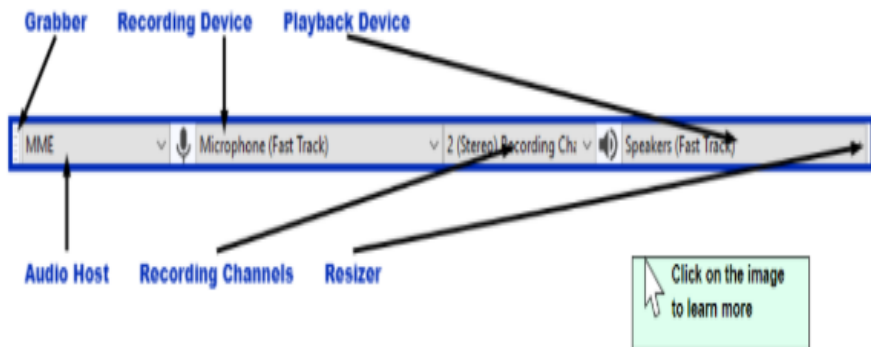 Grabber Recording Device Playback Device
MME Microphone (Fast Track) 2 (Stereo) Recording Cha Speakers (Fast Track)
Audio Host Recording Channels Resizer
Click on the image
to learn more